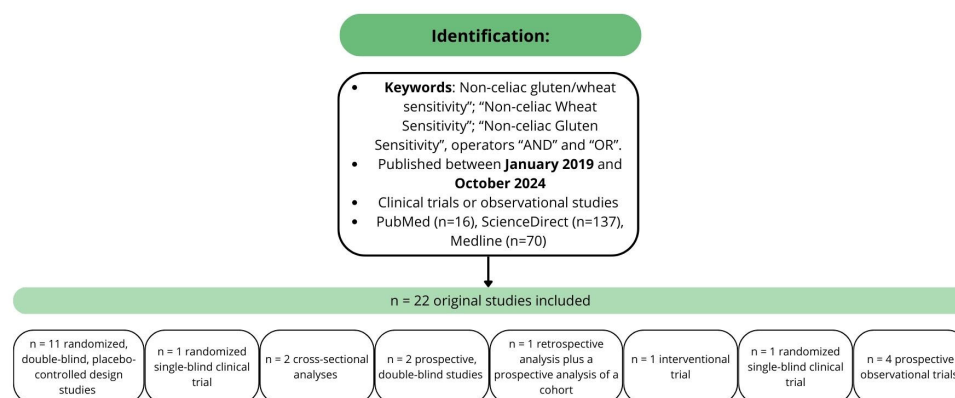 Identification:
• Keywords: Non-celiac gluten/wheat
sensitivity”; “Non-celiac Wheat
Sensitivity”; “Non-celiac Gluten
Sensitivity”, operators “AND” and “OR”.
• Published between January 2019 and
October 2024
• Clinical trials or observational studies
• PubMed (n=16), ScienceDirect (n=137),
Medline (n=70)
n = 22 original studies included
n = 11 randomized,
double-blind, placebo-
controlled design
studies
n = 1 randomized
single-blind clinical
trial
n = 2 cross-sectional
analyses
n = 2 prospective,
double-blind studies
n = 1 retrospective
analysis plus a
prospective analysis of a
cohort
n = 1 interventional
trial
n = 1 randomized
single-blind clinical
trial
n = 4 prospective
observational trials